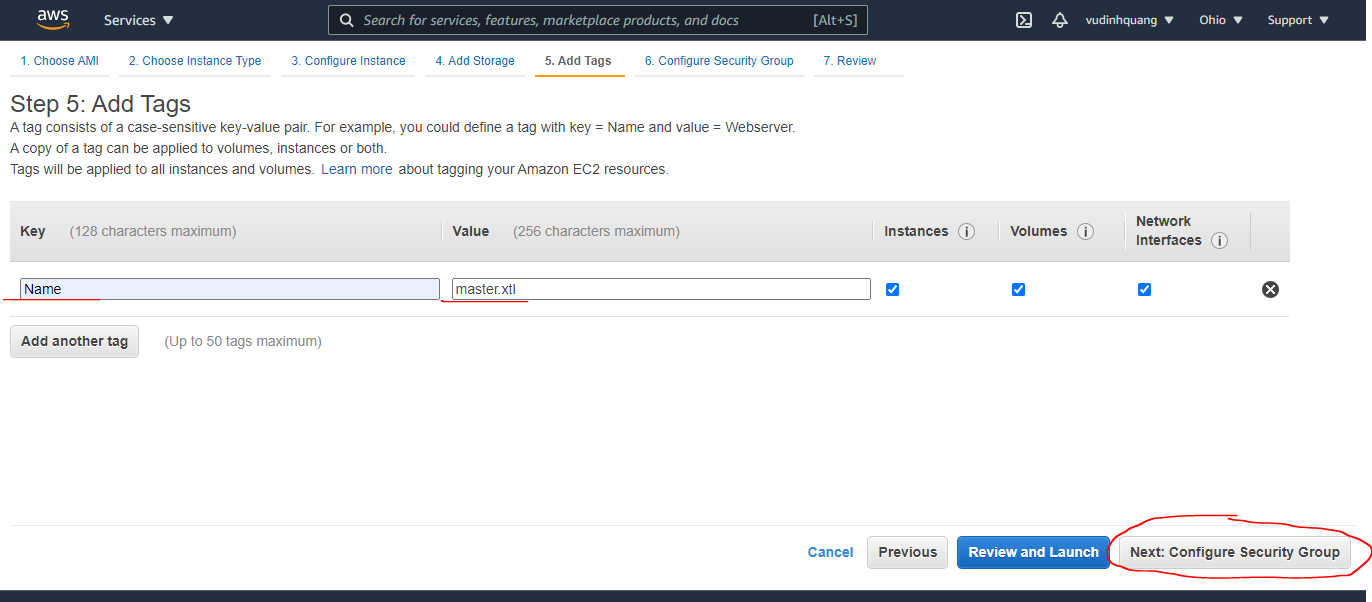 aws Services Search for services, features, marketplace products, and docs [Alt+S] vudinhquang Ohio Support
1. Choose AMI 2. Choose Instance Type 3. Configure Instance 4. Add Storage 5. Add Tags 6. Configure Security Group 7. Review
Step 5: Add Tags
A tag consists of a case-sensitive key-value pair. For example, you could define a tag with key = Name and value = Webserver.
A copy of a tag can be applied to volumes, instances or both.
Tags will be applied to all instances and volumes. Learn more about tagging your Amazon EC2 resources.
Key (128 characters maximum) Value (256 characters maximum) Instances i Volumes i Network Interfaces i
Name master.xtl
Add another tag (Up to 50 tags maximum)
Cancel Previous Review and Launch Next: Configure Security Group